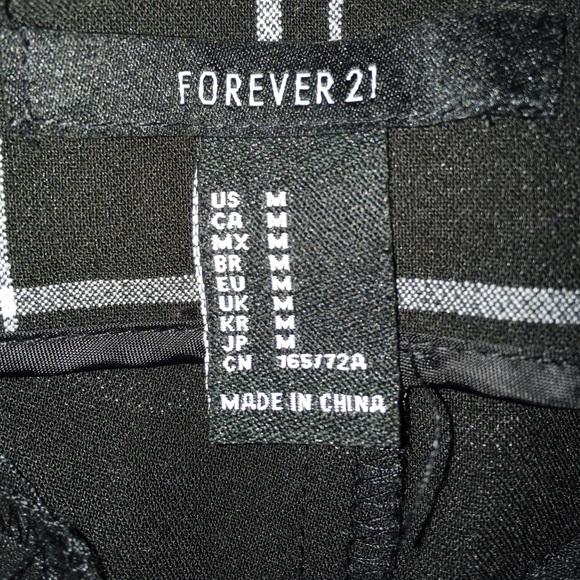 FOREVER 21
US M
CA M
MX M
BR M
EU M
UK M
KR M
JP M
CN 165/72A
MADE IN CHINA